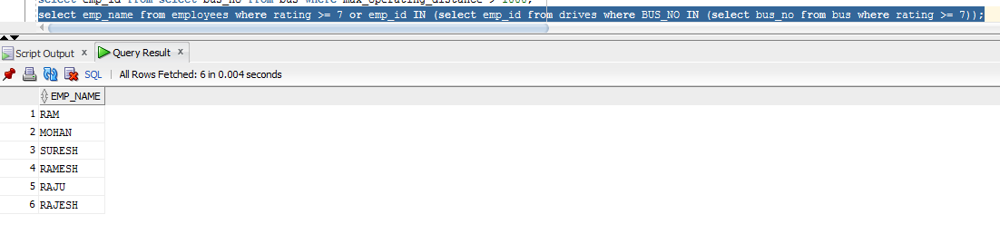 select emp_id from select bus_no from bus where max_operating_distance > 1000;
select emp_name from employees where rating >= 7 or emp_id IN (select emp_id from drives where BUS_NO IN (select bus_no from bus where rating >= 7));
Script Output x Query Result x
SQL | All Rows Fetched: 6 in 0.004 seconds
EMP_NAME
1 RAM
2 MOHAN
3 SURESH
4 RAMESH
5 RAJU
6 RAJESH